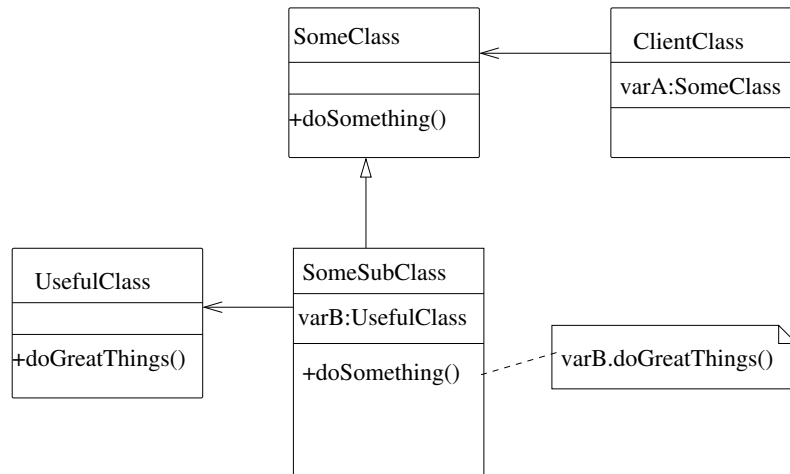 SomeClass
+doSomething()
ClientClass
varA:SomeClass
UsefulClass
+doGreatThings()
SomeSubClass
varB:UsefulClass
+doSomething()
varB.doGreatThings()